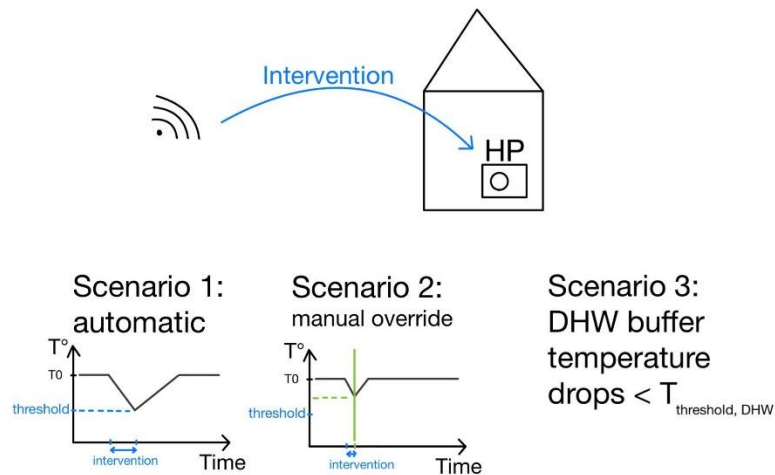 Intervention
HP
Scenario 1:
automatic
T°
T0
threshold
intervention
Time
Scenario 2:
manual override
T°
T0
threshold
intervention
Time
Scenario 3:
DHW buffer
temperature
drops < T threshold, DHW